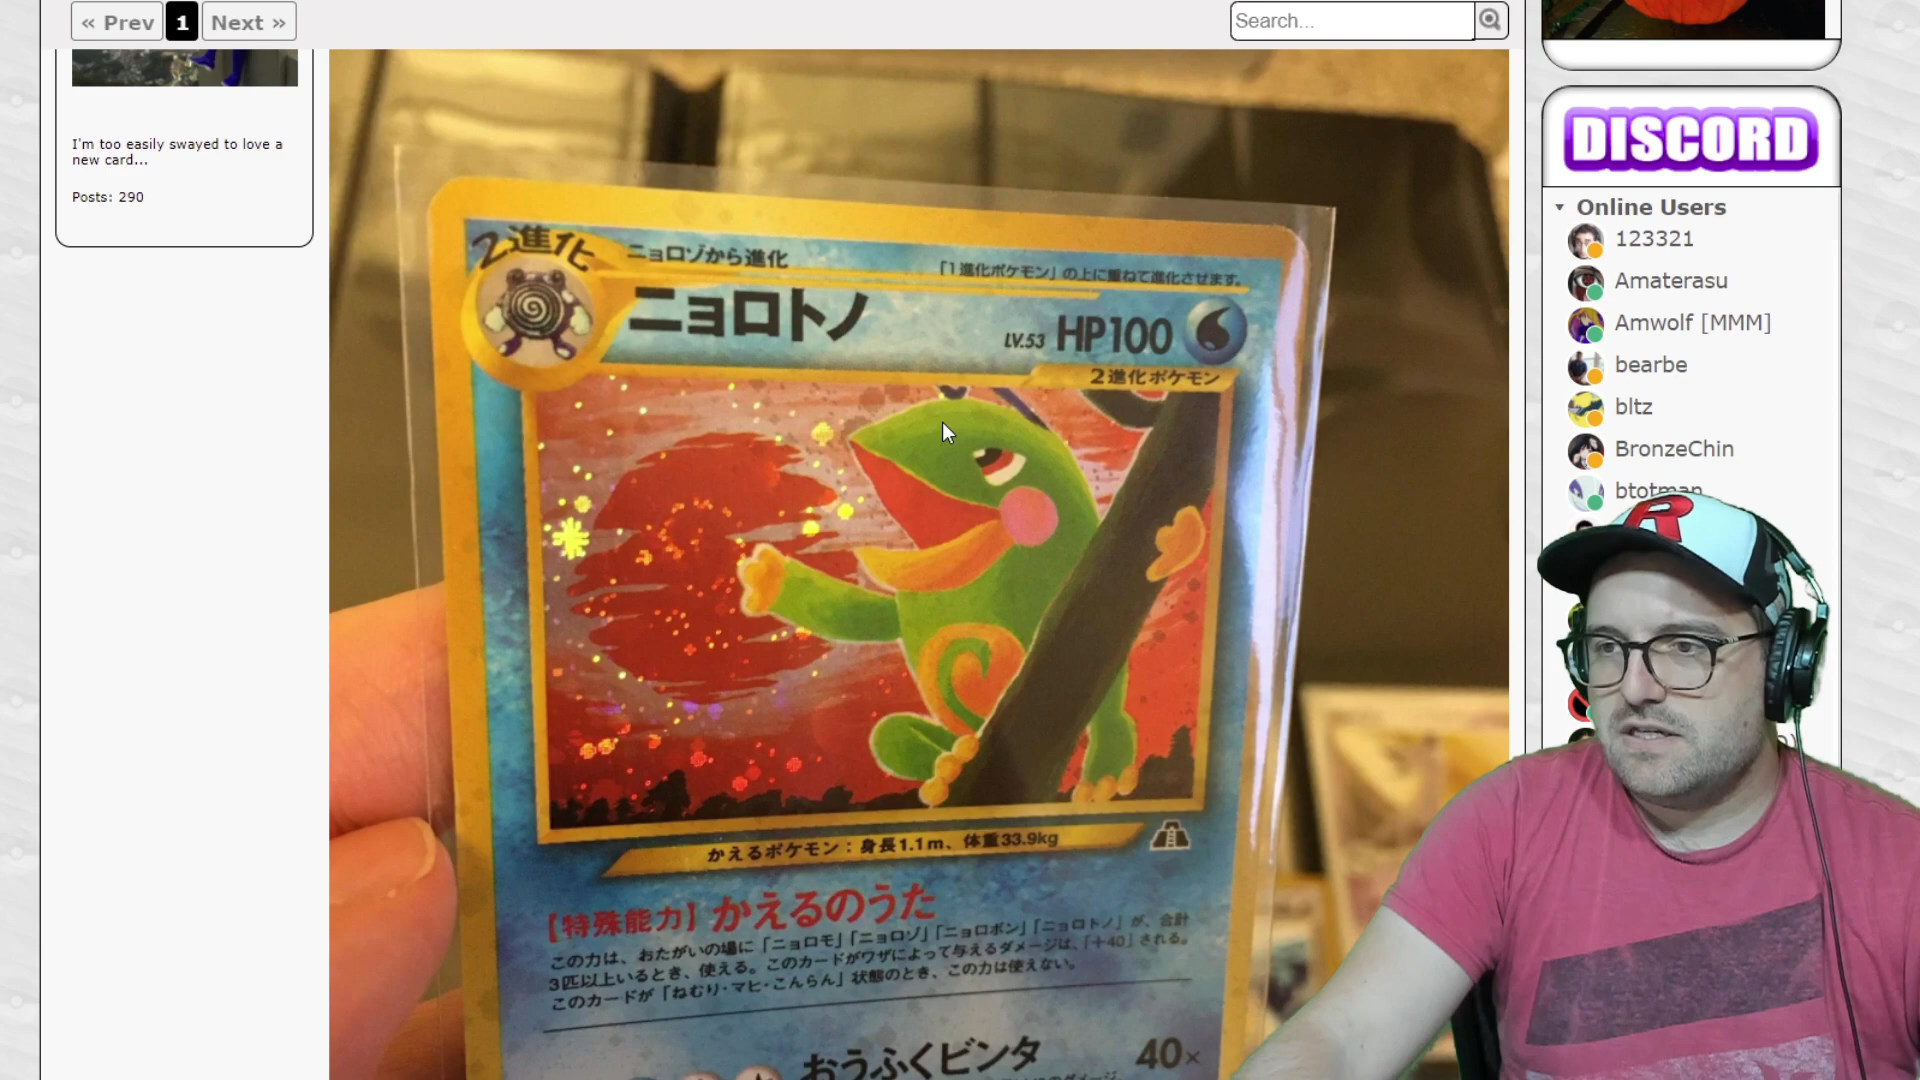 « Prev
1
Next »
Search...
I'm too easily swayed to love a
new card...
Posts: 290
2進化
ニョロゾから進化
「1進化ポケモン」の上に重ねて進化させます。
ニョロトノ
LV.53 HP100
2進化ポケモン
かえるポケモン：身長1.1m、体重33.9kg
【特殊能力】かえるのうた
この力は、おたがいの場に「ニョロモ」「ニョロゾ」「ニョロボン」「ニョロトノ」が、合計
3匹以上いるとき、使える。このカードがワザによって与えるダメージは、「＋40」される。
このカードが「ねむり・マヒ・こんらん」状態のとき、この力は使えない。
おうふくビンタ
40×
DISCORD
Online Users
123321
Amaterasu
Amwolf [MMM]
bearbe
bltz
BronzeChin
btotman
R